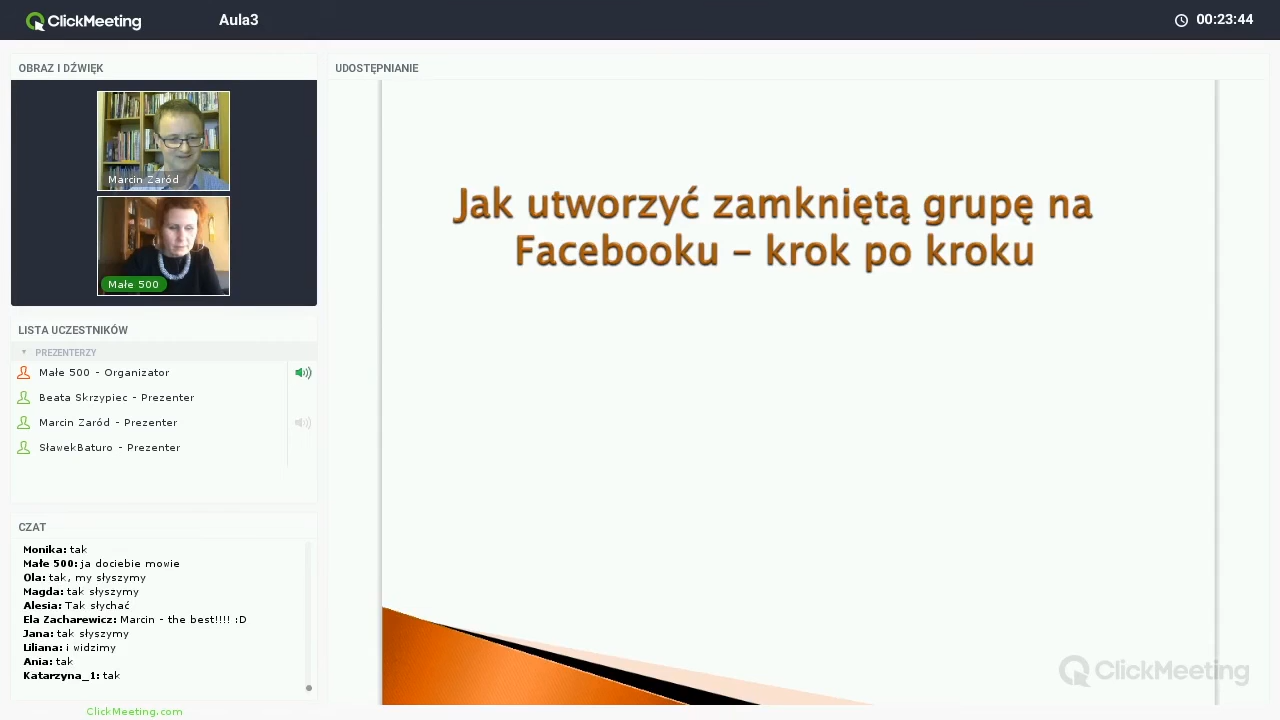 ClickMeeting
Aula3
00:23:44
OBRAZ I DŹWIĘK
Marcin Zaród
Małe 500
LISTA UCZESTNIKÓW
PREZENTERZY
Małe 500 - Organizator
Beata Skrzypiec - Prezenter
Marcin Zaród - Prezenter
SławekBaturo - Prezenter
CZAT
Monika: tak
Małe 500: ja dociebie mowie
Ola: tak, my słyszymy
Magda: tak słyszymy
Alesia: Tak słychać
Ela Zacharewicz: Marcin - the best!!!! :D
Jana: tak słyszymy
Liliana: i widzimy
Ania: tak
Katarzyna_1: tak
ClickMeeting.com
UDOSTĘPNIANIE
Jak utworzyć zamkniętą grupę na
Facebooku – krok po kroku
ClickMeeting